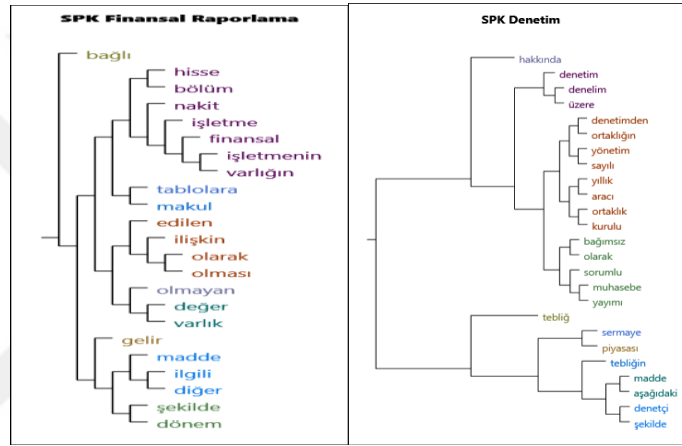 SPK Finansal Raporlama
bağlı
hisse
bölüm
nakit
işletme
finansal
işletmenin
varlığın
tablolara
makul
edilen
ilişkin
olarak
olması
olmayan
değer
varlık
gelir
madde
ilgili
diğer
şekilde
dönem
SPK Denetim
hakkında
denetim
denelim
üzere
denetimden
ortaklığın
yönetim
sayılı
yıllık
aracı
ortaklık
kurulu
bağımsız
olarak
sorumlu
muhasebe
yayımı
tebliğ
sermaye
piyasası
tebliğin
madde
aşağıdaki
denetçi
şekilde